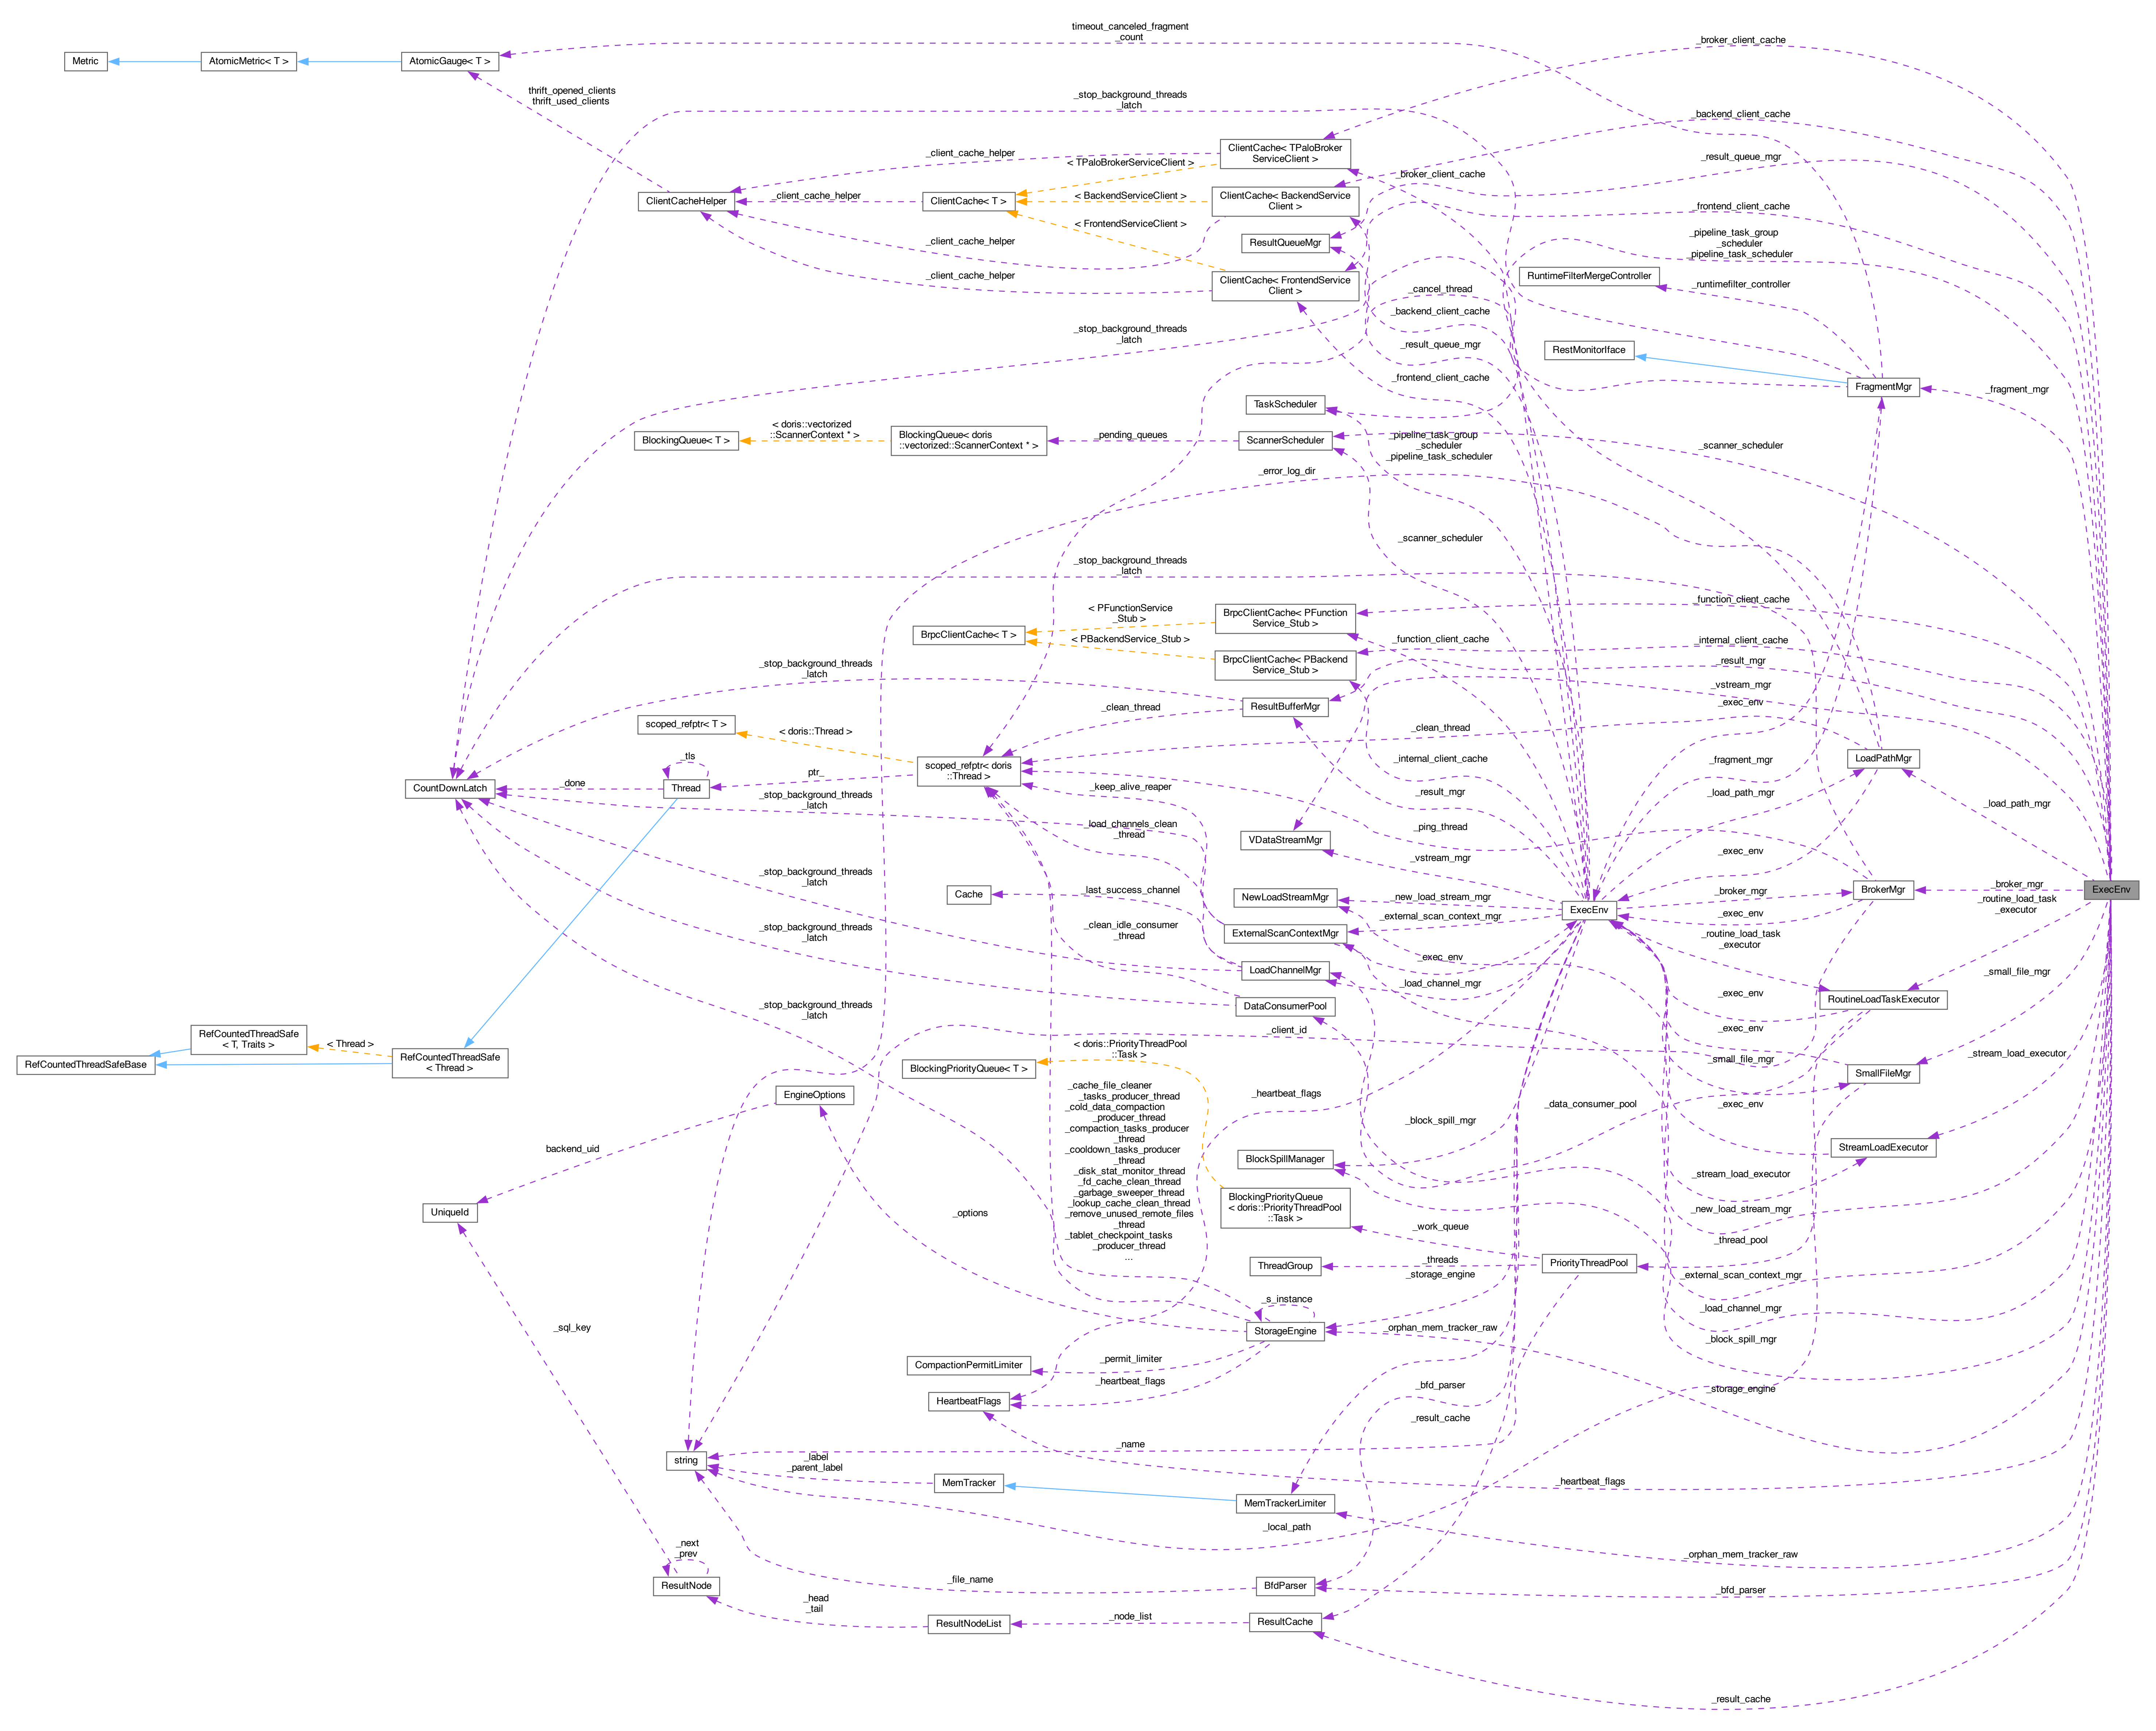 timeout_canceled_fragment
_count
_broker_client_cache
Metric
AtomicMetric< T >
AtomicGauge< T >
thrift_opened_clients
thrift_used_clients
_stop_background_threads
_latch
_backend_client_cache
ClientCache< TPaloBroker
ServiceClient >
_client_cache_helper
< TPaloBrokerServiceClient >
_result_queue_mgr
_broker_client_cache
ClientCacheHelper
_client_cache_helper
ClientCache< T >
< BackendServiceClient >
ClientCache< BackendService
Client >
_frontend_client_cache
< FrontendServiceClient >
_client_cache_helper
ResultQueueMgr
_pipeline_task_group
_scheduler
_pipeline_task_scheduler
_client_cache_helper
ClientCache< FrontendService
Client >
RuntimeFilterMergeController
_runtimefilter_controller
_cancel_thread
_backend_client_cache
_stop_background_threads
_latch
_result_queue_mgr
RestMonitorIface
_frontend_client_cache
FragmentMgr
_fragment_mgr
TaskScheduler
BlockingQueue< T >
< doris::vectorized
::ScannerContext * >
BlockingQueue< doris
::vectorized::ScannerContext * >
_pending_queues
ScannerScheduler
_pipeline_task_group
_scheduler
_pipeline_task_scheduler
_scanner_scheduler
_error_log_dir
_scanner_scheduler
_stop_background_threads
_latch
_function_client_cache
< PFunctionService
_Stub >
BrpcClientCache< PFunction
Service_Stub >
BrpcClientCache< T >
< PBackendService_Stub >
_function_client_cache
_internal_client_cache
BrpcClientCache< PBackend
Service_Stub >
_result_mgr
_stop_background_threads
_latch
_vstream_mgr
_clean_thread
ResultBufferMgr
_exec_env
scoped_refptr< T >
< doris::Thread >
_clean_thread
_tls
_internal_client_cache
_fragment_mgr
LoadPathMgr
scoped_refptr< doris
::Thread >
ptr_
_done
Thread
CountDownLatch
_keep_alive_reaper
_result_mgr
_load_path_mgr
_load_path_mgr
_stop_background_threads
_latch
_load_channels_clean
_thread
_ping_thread
VDataStreamMgr
_vstream_mgr
_exec_env
_stop_background_threads
_latch
Cache
_last_success_channel
NewLoadStreamMgr
_new_load_stream_mgr
_broker_mgr
BrokerMgr
_broker_mgr
ExecEnv
ExecEnv
_external_scan_context_mgr
_exec_env
_routine_load_task
_executor
_stop_background_threads
_latch
_clean_idle_consumer
_thread
ExternalScanContextMgr
_routine_load_task
_executor
_exec_env
LoadChannelMgr
_small_file_mgr
_load_channel_mgr
_exec_env
RoutineLoadTaskExecutor
DataConsumerPool
_stop_background_threads
_latch
_client_id
_exec_env
RefCountedThreadSafe
< T, Traits >
< Thread >
RefCountedThreadSafe
< Thread >
RefCountedThreadSafeBase
< doris::PriorityThreadPool
::Task >
BlockingPriorityQueue< T >
_small_file_mgr
_stream_load_executor
SmallFileMgr
EngineOptions
_heartbeat_flags
_cache_file_cleaner
_tasks_producer_thread
_cold_data_compaction
_producer_thread
_compaction_tasks_producer
_thread
_cooldown_tasks_producer
_thread
_disk_stat_monitor_thread
_fd_cache_clean_thread
_garbage_sweeper_thread
_lookup_cache_clean_thread
_remove_unused_remote_files
_thread
_tablet_checkpoint_tasks
_producer_thread
...
_data_consumer_pool
_exec_env
_block_spill_mgr
backend_uid
StreamLoadExecutor
BlockSpillManager
_stream_load_executor
UniqueId
_options
BlockingPriorityQueue
< doris::PriorityThreadPool
::Task >
_new_load_stream_mgr
_work_queue
_thread_pool
ThreadGroup
_threads
PriorityThreadPool
_storage_engine
_external_scan_context_mgr
_s_instance
_load_channel_mgr
_sql_key
StorageEngine
_orphan_mem_tracker_raw
_block_spill_mgr
CompactionPermitLimiter
_permit_limiter
_heartbeat_flags
_bfd_parser
_storage_engine
HeartbeatFlags
_result_cache
_name
string
_label
_parent_label
MemTracker
_heartbeat_flags
MemTrackerLimiter
_local_path
_next
_prev
_orphan_mem_tracker_raw
ResultNode
_file_name
BfdParser
_bfd_parser
_head
_tail
ResultNodeList
_node_list
ResultCache
_result_cache